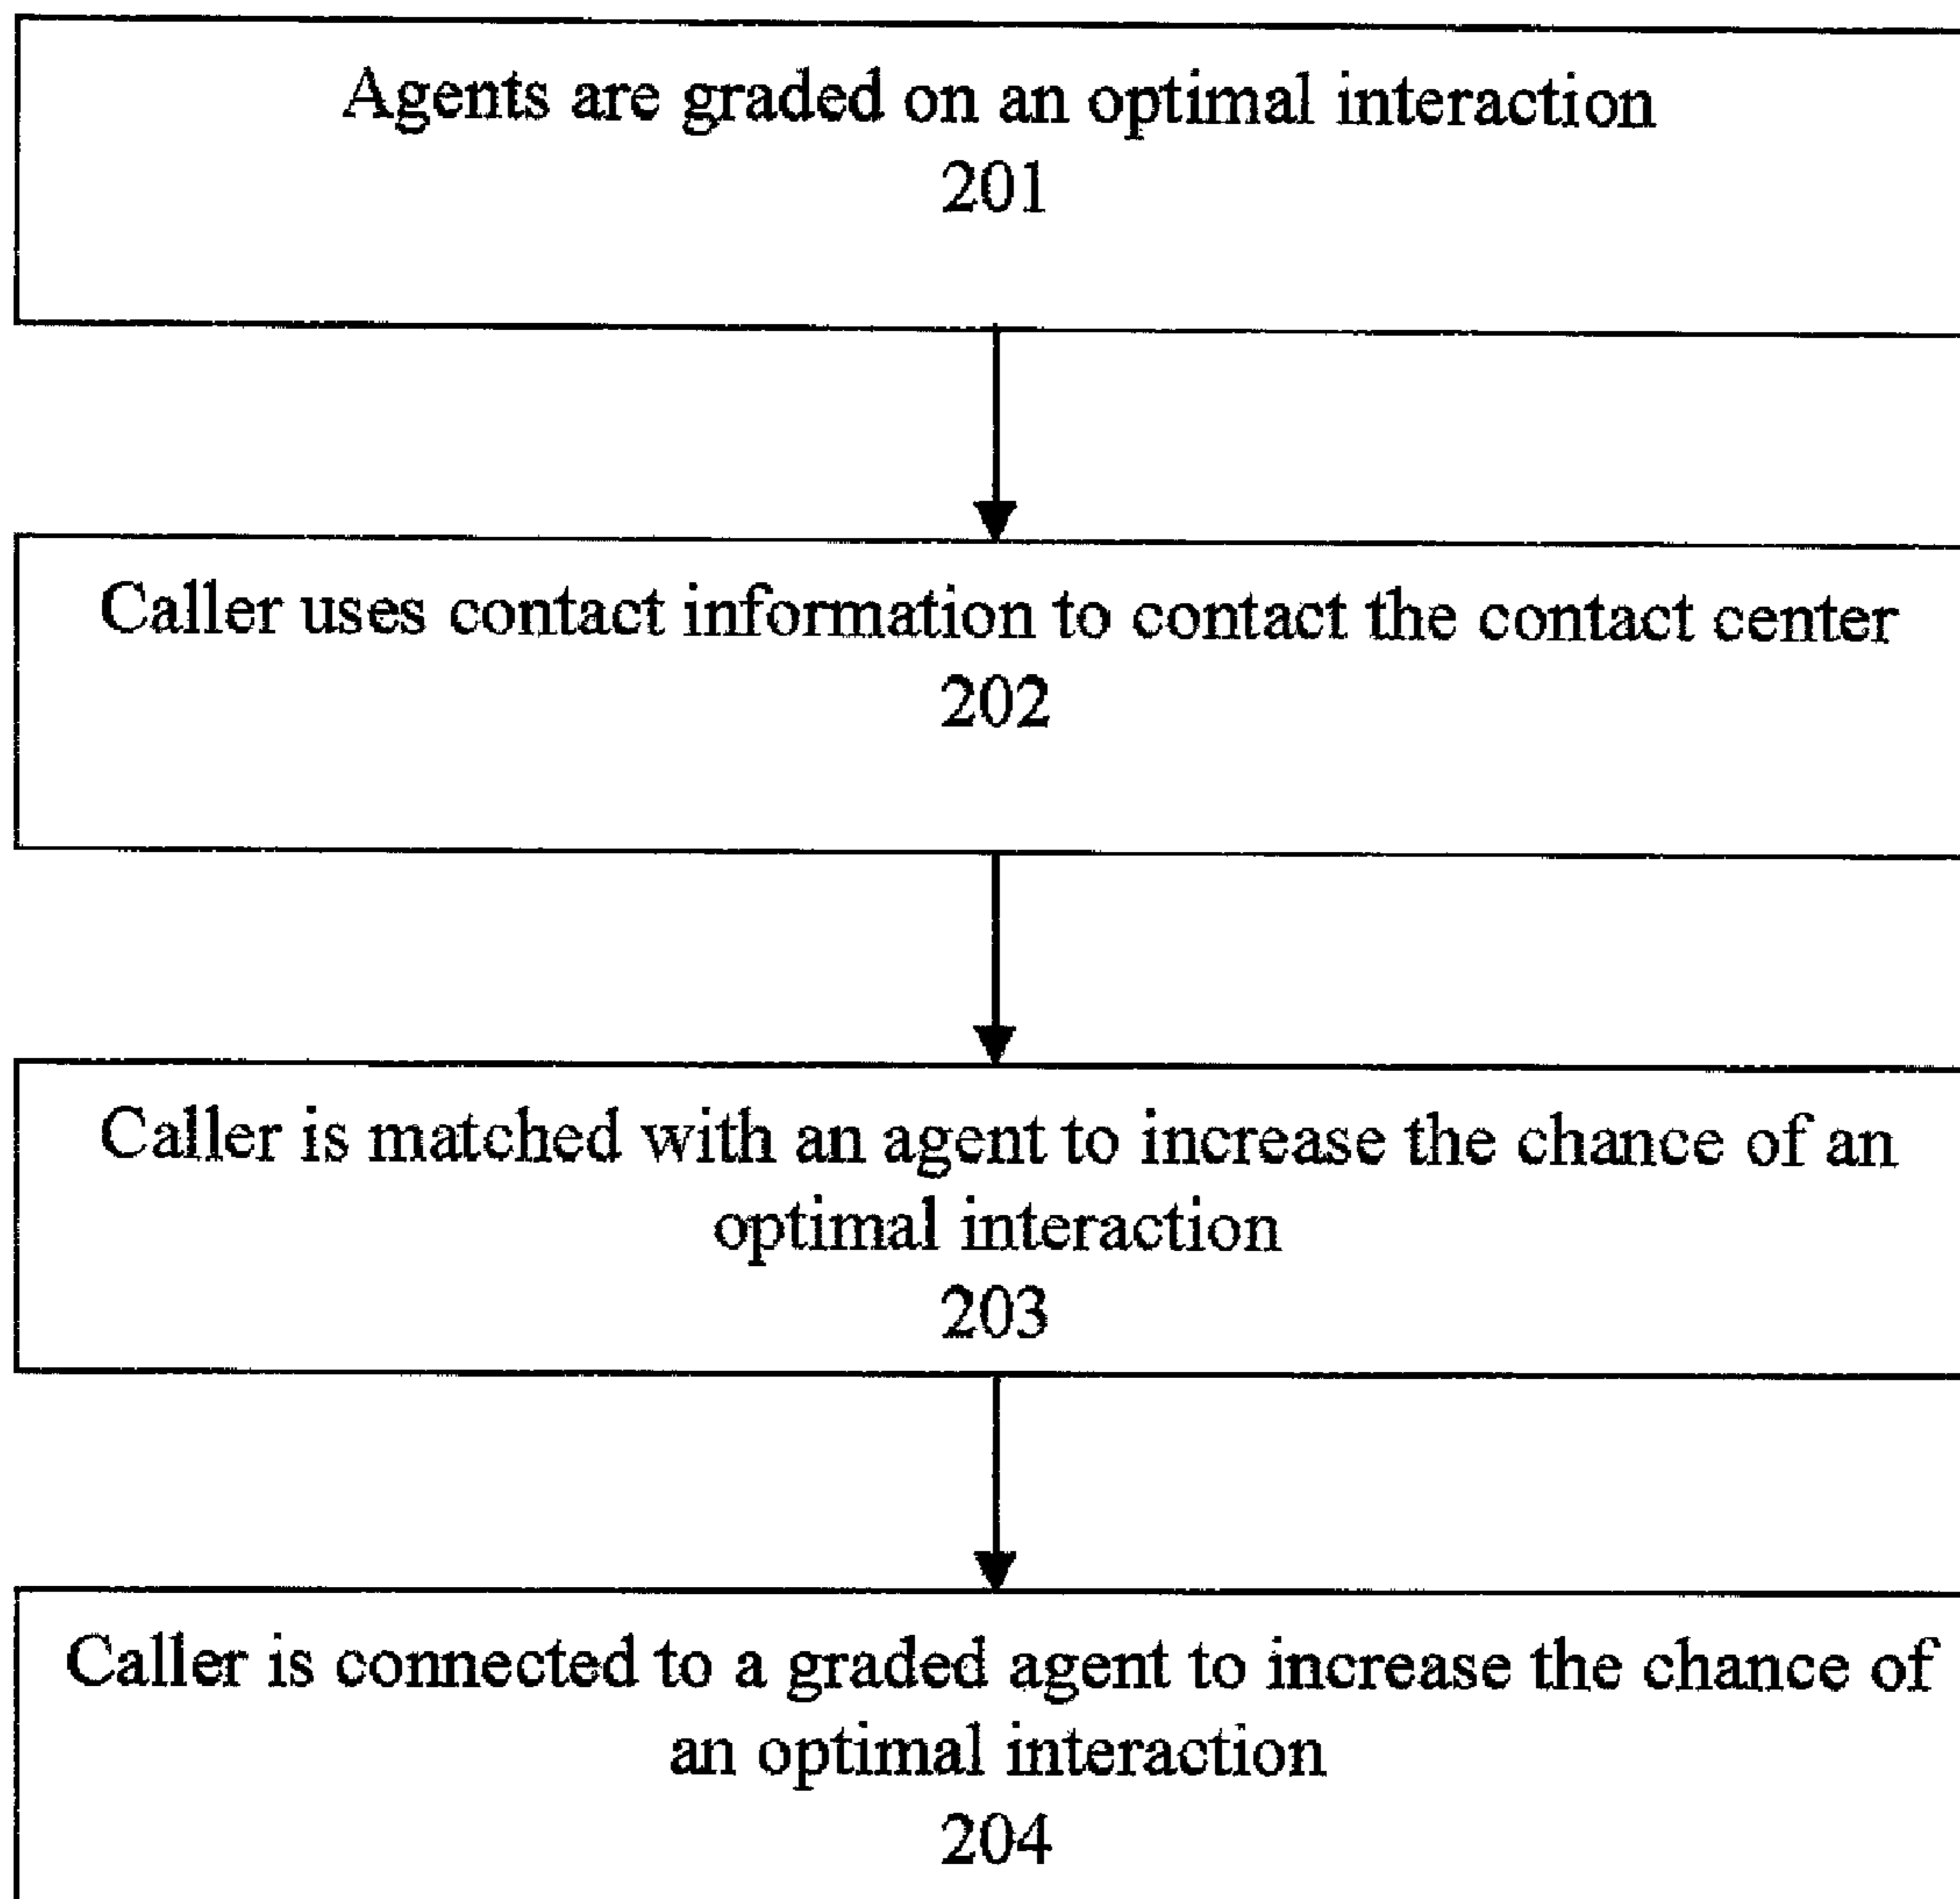 Agents are graded on an optimal interaction
201
Caller uses contact information to contact the contact center
202
Caller is matched with an agent to increase the chance of an
optimal interaction
203
Caller is connected to a graded agent to increase the chance of
an optimal interaction
204